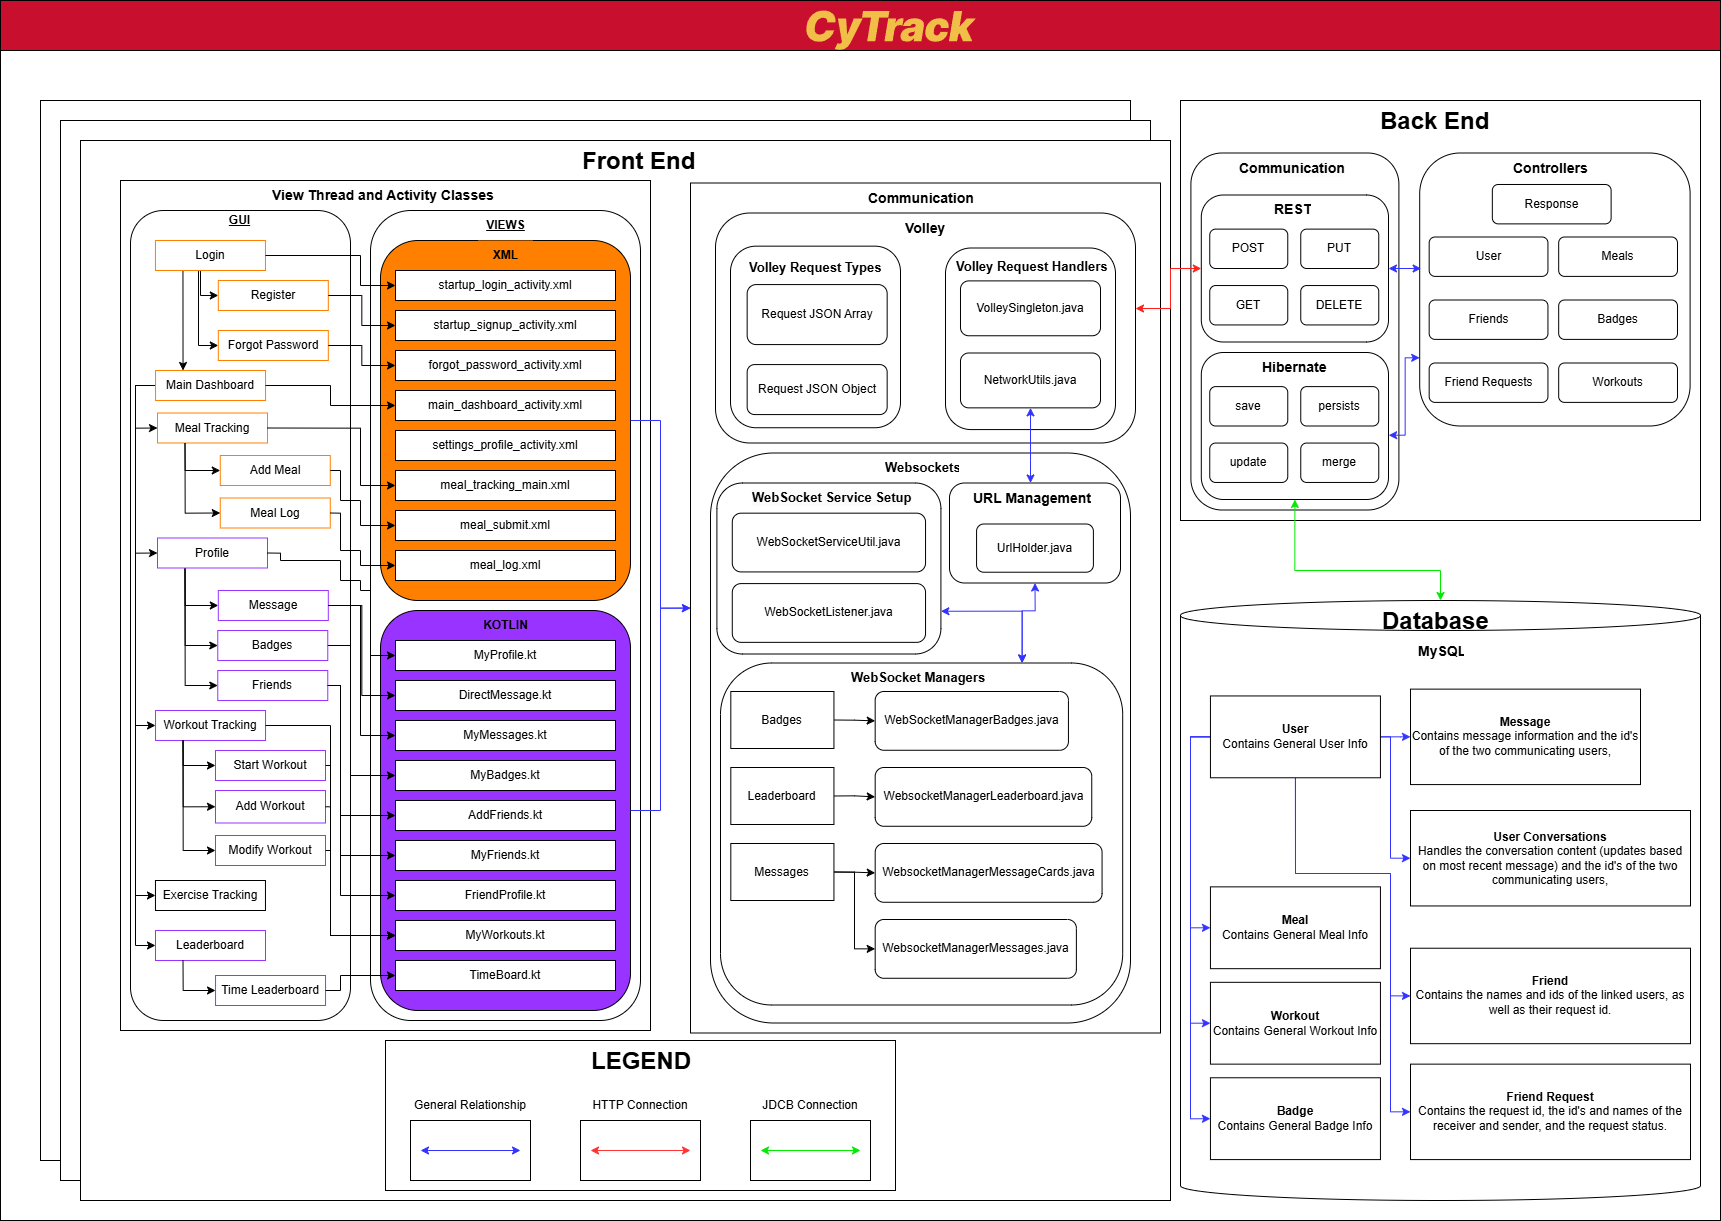 CyTrack
Front End
View Thread and Activity Classes
GUI
Login
Register
Forgot Password
Main Dashboard
Meal Tracking
Add Meal
Meal Log
Profile
Message
Badges
Friends
Workout Tracking
Start Workout
Add Workout
Modify Workout
Exercise Tracking
Leaderboard
Time Leaderboard
VIEWS
XML
startup_login_activity.xml
startup_signup_activity.xml
forgot_password_activity.xml
main_dashboard_activity.xml
settings_profile_activity.xml
meal_tracking_main.xml
meal_submit.xml
meal_log.xml
KOTLIN
MyProfile.kt
DirectMessage.kt
MyMessages.kt
MyBadges.kt
AddFriends.kt
MyFriends.kt
FriendProfile.kt
MyWorkouts.kt
TimeBoard.kt
Communication
Volley
Volley Request Types
Request JSON Array
Request JSON Object
Volley Request Handlers
VolleySingleton.java
NetworkUtils.java
Websockets
WebSocket Service Setup
WebSocketServiceUtil.java
WebSocketListener.java
URL Management
UrlHolder.java
WebSocket Managers
Badges
WebSocketManagerBadges.java
Leaderboard
WebsocketManagerLeaderboard.java
Messages
WebsocketManagerMessageCards.java
WebsocketManagerMessages.java
LEGEND
General Relationship
HTTP Connection
JDCB Connection
Back End
Communication
REST
POST
PUT
GET
DELETE
Hibernate
save
persists
update
merge
Controllers
Response
User
Meals
Friends
Badges
Friend Requests
Workouts
Database
MySQL
User
Contains General User Info
Meal
Contains General Meal Info
Workout
Contains General Workout Info
Badge
Contains General Badge Info
Message
Contains message information and the id's
of the two communicating users,
User Conversations
Handles the conversation content (updates based
on most recent message) and the id's of the two
communicating users,
Friend
Contains the names and ids of the linked users, as
well as their request id.
Friend Request
Contains the request id, the id's and names of the
receiver and sender, and the request status.